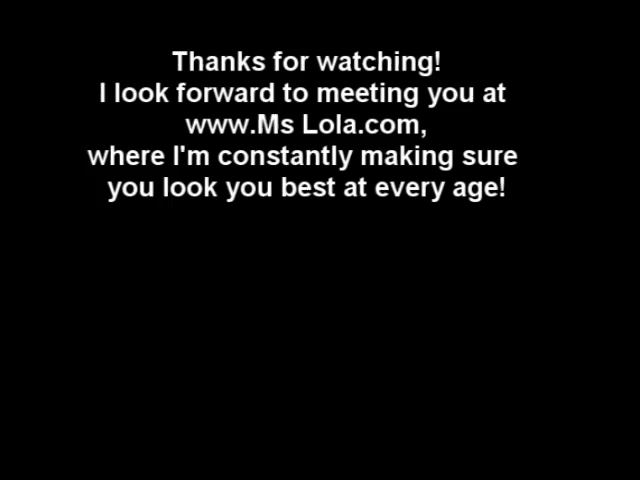 Thanks for watching!
I look forward to meeting you at
www.Ms Lola.com,
where I'm constantly making sure
you look you best at every age!